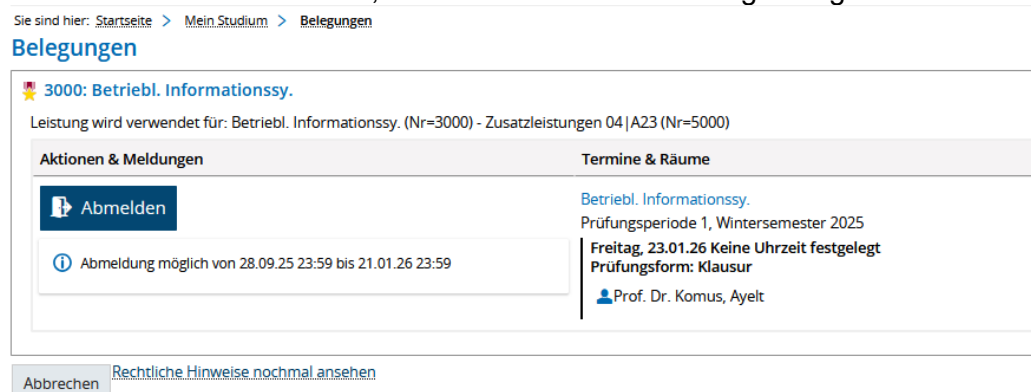 Sie sind hier: Startseite > Mein Studium > Belegungen
Belegungen
3000: Betriebl. Informationssy.
Leistung wird verwendet für: Betriebl. Informationssy. (Nr=3000) - Zusatzleistungen 04|A23 (Nr=5000)
Aktionen & Meldungen
Termine & Räume
Abmelden
Abmeldung möglich von 28.09.25 23:59 bis 21.01.26 23:59
Betriebl. Informationssy.
Prüfungsperiode 1, Wintersemester 2025
Freitag, 23.01.26 Keine Uhrzeit festgelegt
Prüfungsform: Klausur
Prof. Dr. Komus, Ayelt
Abbrechen
Rechtliche Hinweise nochmal ansehen